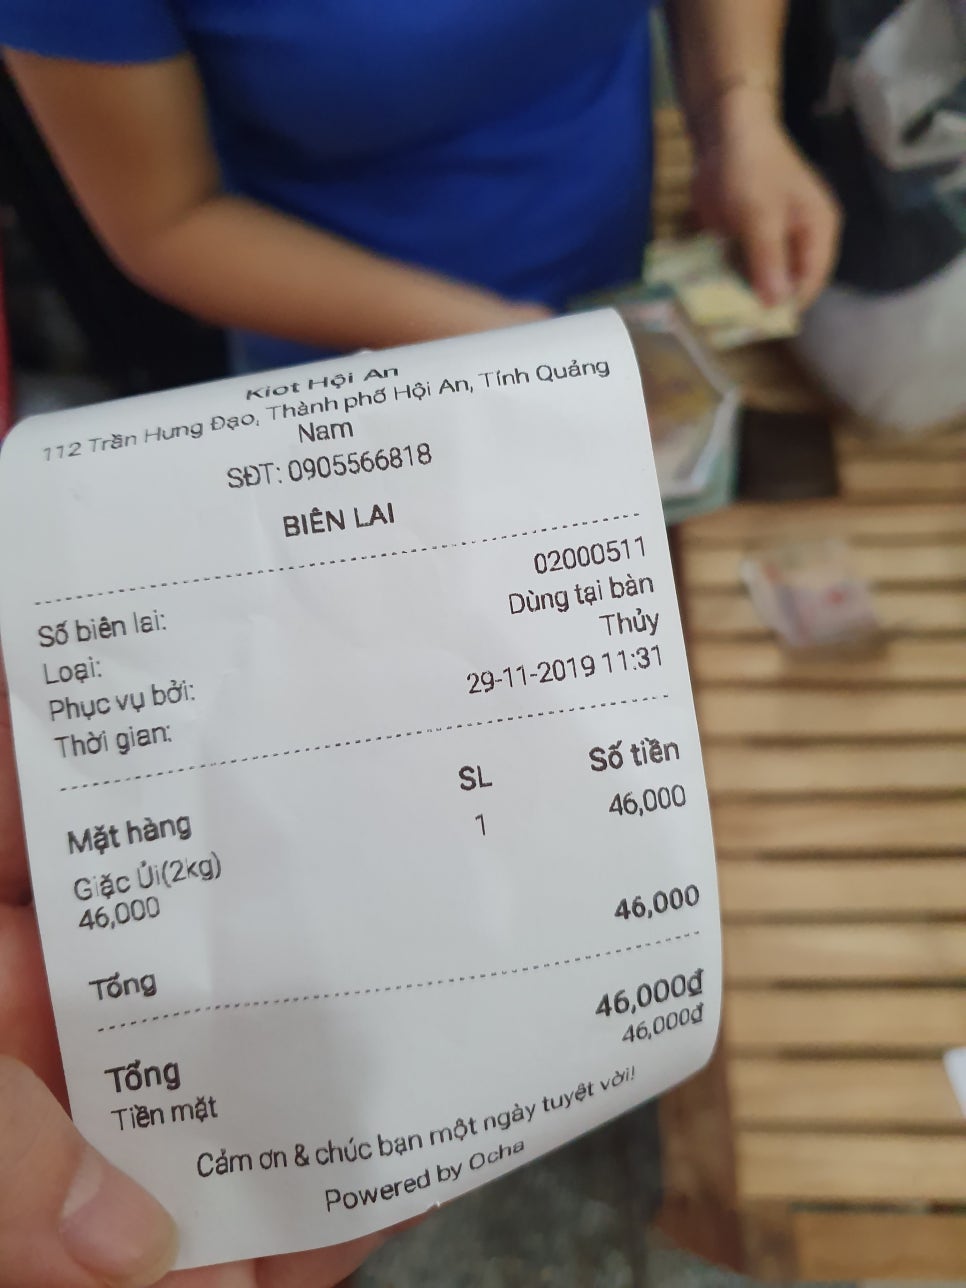 Kiot Hội An
112 Trần Hưng Đạo, Thành phố Hội An, Tỉnh Quảng
Nam
SĐT: 0905566818
BIÊN LAI
Số biên lai: 02000511
Loại: Dùng tại bàn
Phục vụ bởi: Thủy
Thời gian: 29-11-2019 11:31
Mặt hàng SL Số tiền
Giặc Ủi(2kg) 1 46,000
46,000
Tổng 46,000
Tổng 46,000₫
Tiền mặt 46,000₫
Cảm ơn & chúc bạn một ngày tuyệt vời!
Powered by Ocha